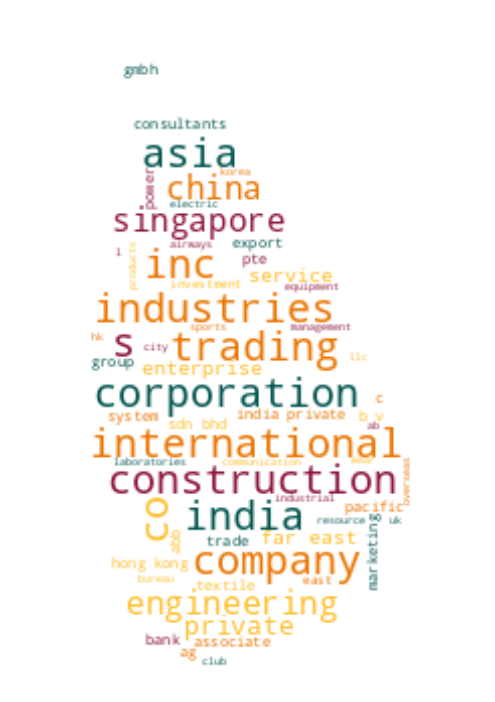 gmbh
consultants
asia
power
korea
china
electric
singapore
l
airways
export
products
inc
pte
investment
service
equipment
industries
hk
sports
management
s
city
trading
llc
group
enterprise
corporation
c
system
india private
b v
sdn bhd
ab
international
laboratories
communication
overseas
construction
industrial
co
india
pacific
resource
uk
abb
trade
far east
marketing
hong kong
company
bureau
textile
east
engineering
private
bank
associate
ag
club